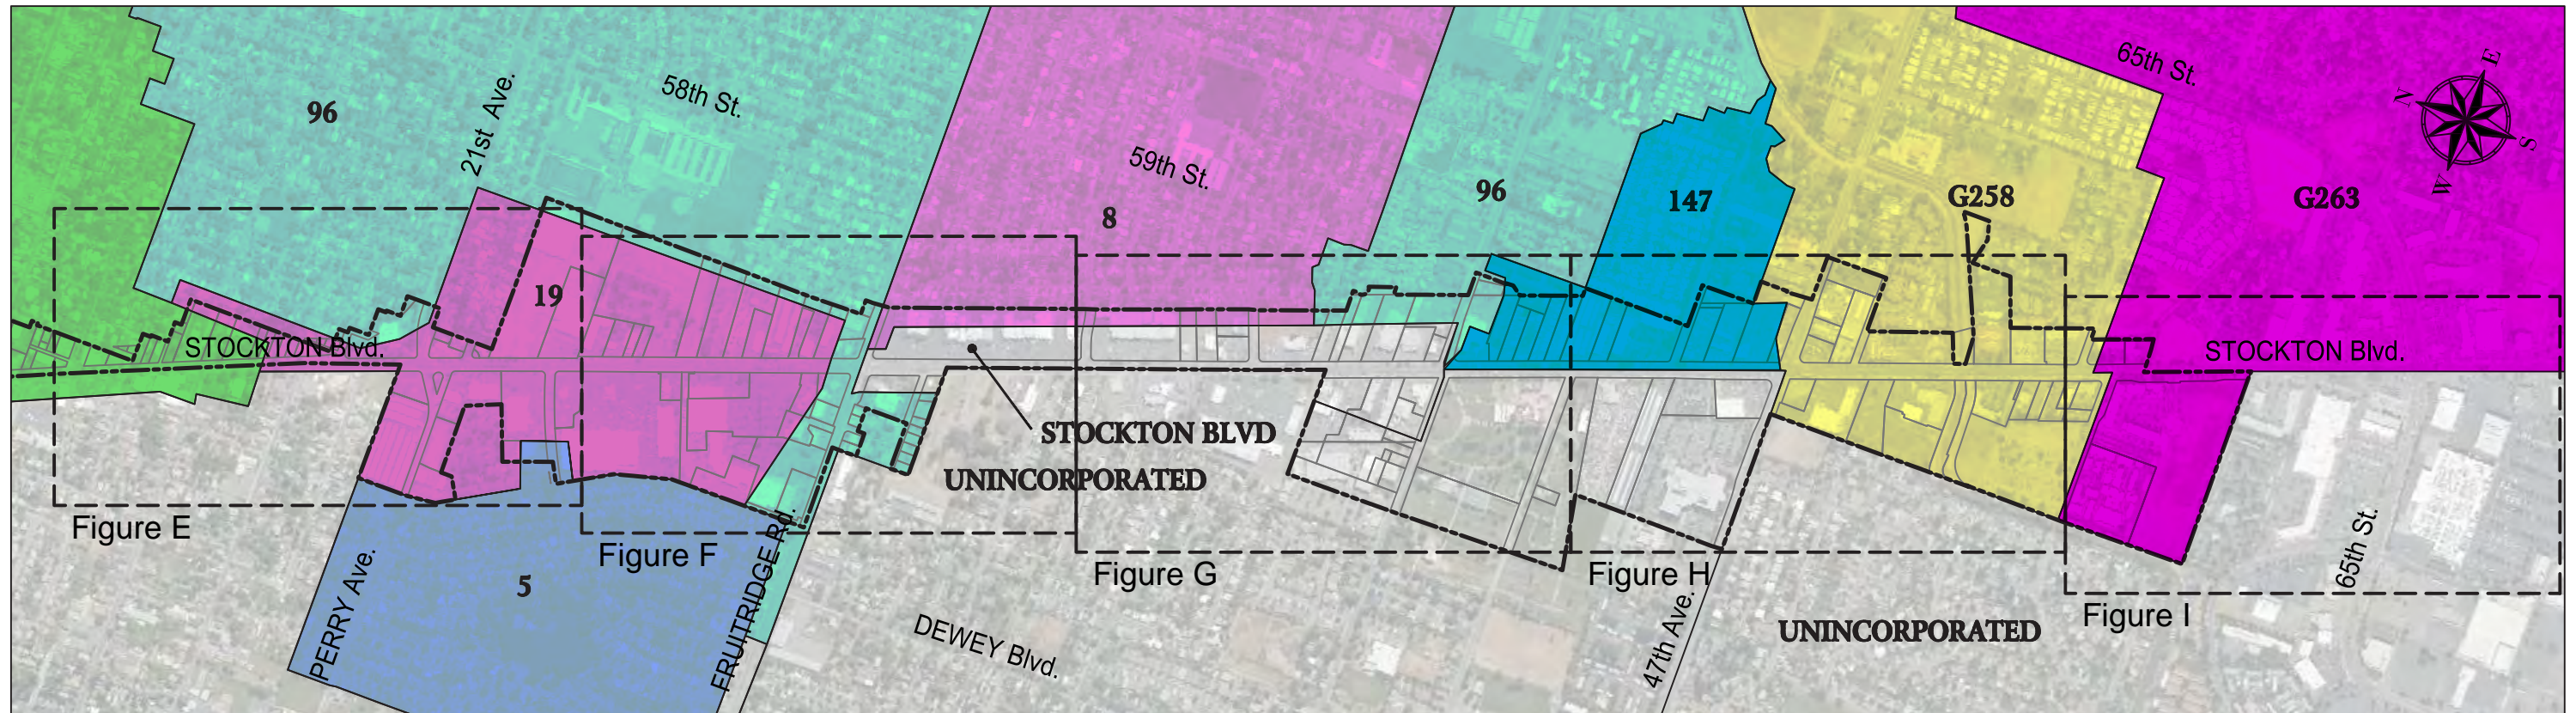 65th St.
E
N
S
W
58th St.
96
21st Ave.
59th St.
8
96
147
G258
G263
19
STOCKTON Blvd.
STOCKTON Blvd.
STOCKTON BLVD
UNINCORPORATED
Figure E
Figure F
Figure G
Figure H
Figure I
5
PERRY Ave.
FRUITRIDGE Rd.
DEWEY Blvd.
47th Ave.
UNINCORPORATED
65th St.